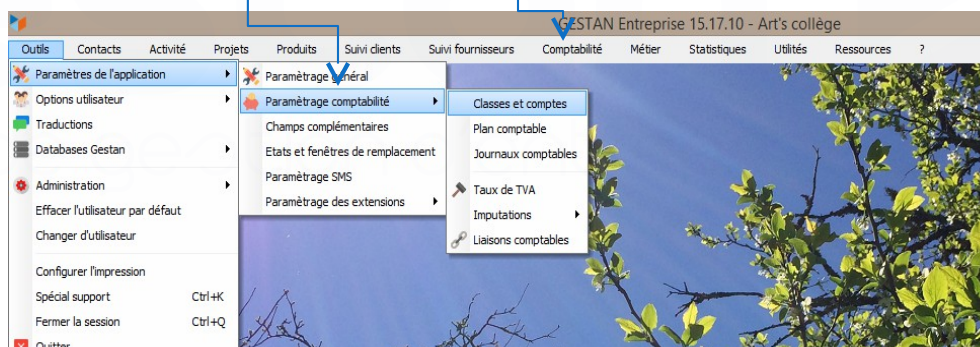 GESTAN Entreprise 15.17.10 - Art's collège
Outils Contacts Activité Projets Produits Suivi clients Suivi fournisseurs Comptabilité Métier Statistiques Utilités Ressources ?
Paramètres de l'application
Options utilisateur
Traductions
Databases Gestan
Administration
Effacer l'utilisateur par défaut
Changer d'utilisateur
Configurer l'impression
Spécial support Ctrl+K
Fermer la session Ctrl+Q
Quitter
Paramètrage général
Paramètrage comptabilité
Champs complémentaires
Etats et fenêtres de remplacement
Paramètrage SMS
Paramètrage des extensions
Classes et comptes
Plan comptable
Journaux comptables
Taux de TVA
Imputations
Liaisons comptables